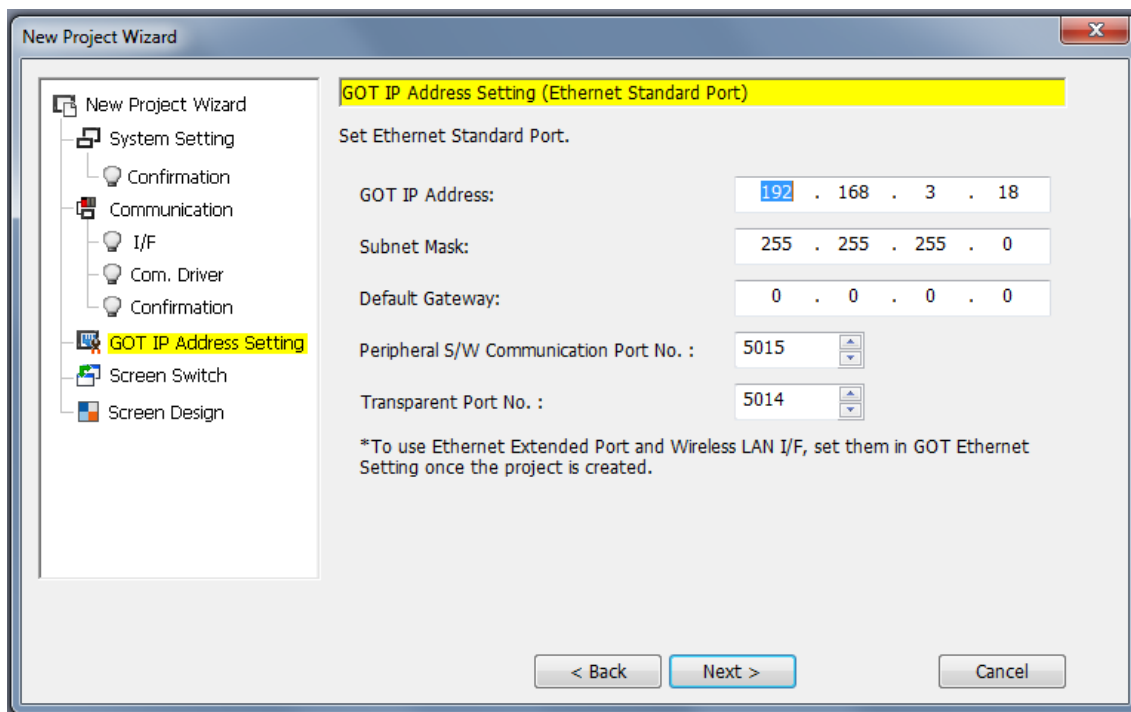 New Project Wizard
x
New Project Wizard
System Setting
Confirmation
Communication
I/F
Com. Driver
Confirmation
GOT IP Address Setting
Screen Switch
Screen Design
GOT IP Address Setting (Ethernet Standard Port)
Set Ethernet Standard Port.
GOT IP Address: 192 . 168 . 3 . 18
Subnet Mask: 255 . 255 . 255 . 0
Default Gateway: 0 . 0 . 0 . 0
Peripheral S/W Communication Port No. : 5015
Transparent Port No. : 5014
*To use Ethernet Extended Port and Wireless LAN I/F, set them in GOT Ethernet
Setting once the project is created.
< Back Next > Cancel